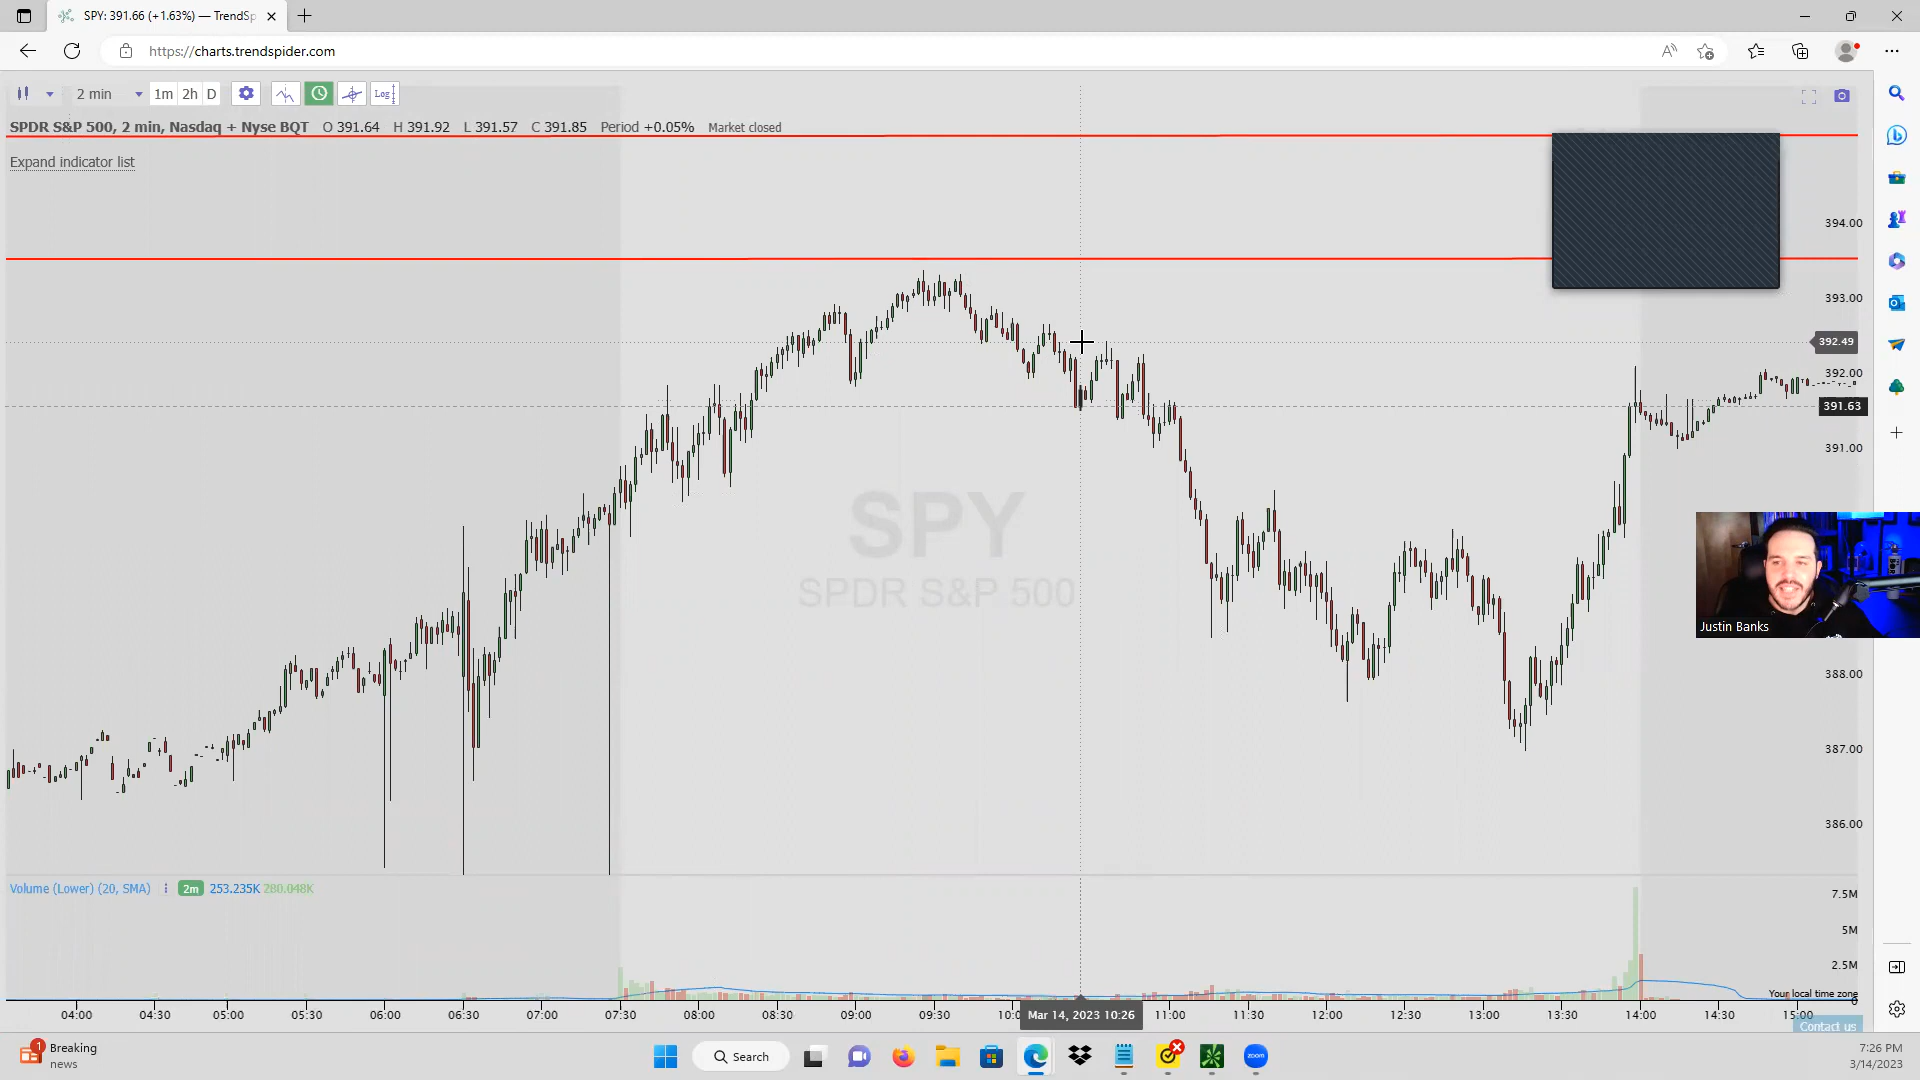 SPY: 391.66 (+1.63%) — TrendSp
https://charts.trendspider.com
2 min
1m 2h D
Log
SPDR S&P 500, 2 min, Nasdaq + Nyse BQT O 391.64 H 391.92 L 391.57 C 391.85 Period +0.05% Market closed
Expand indicator list
394.00
393.00
392.49
392.00
391.63
391.00
388.00
387.00
386.00
SPY
SPDR S&P 500
Justin Banks
Volume (Lower) (20, SMA) 2m 253.235K 280.048K
7.5M
5M
2.5M
0
Your local time zone
04:00 04:30 05:00 05:30 06:00 06:30 07:00 07:30 08:00 08:30 09:00 09:30 10:0 Mar 14, 2023 10:26 11:00 11:30 12:00 12:30 13:00 13:30 14:00 14:30 15:00
Contact us
1
Breaking
news
Search
zoom
7:26 PM
3/14/2023